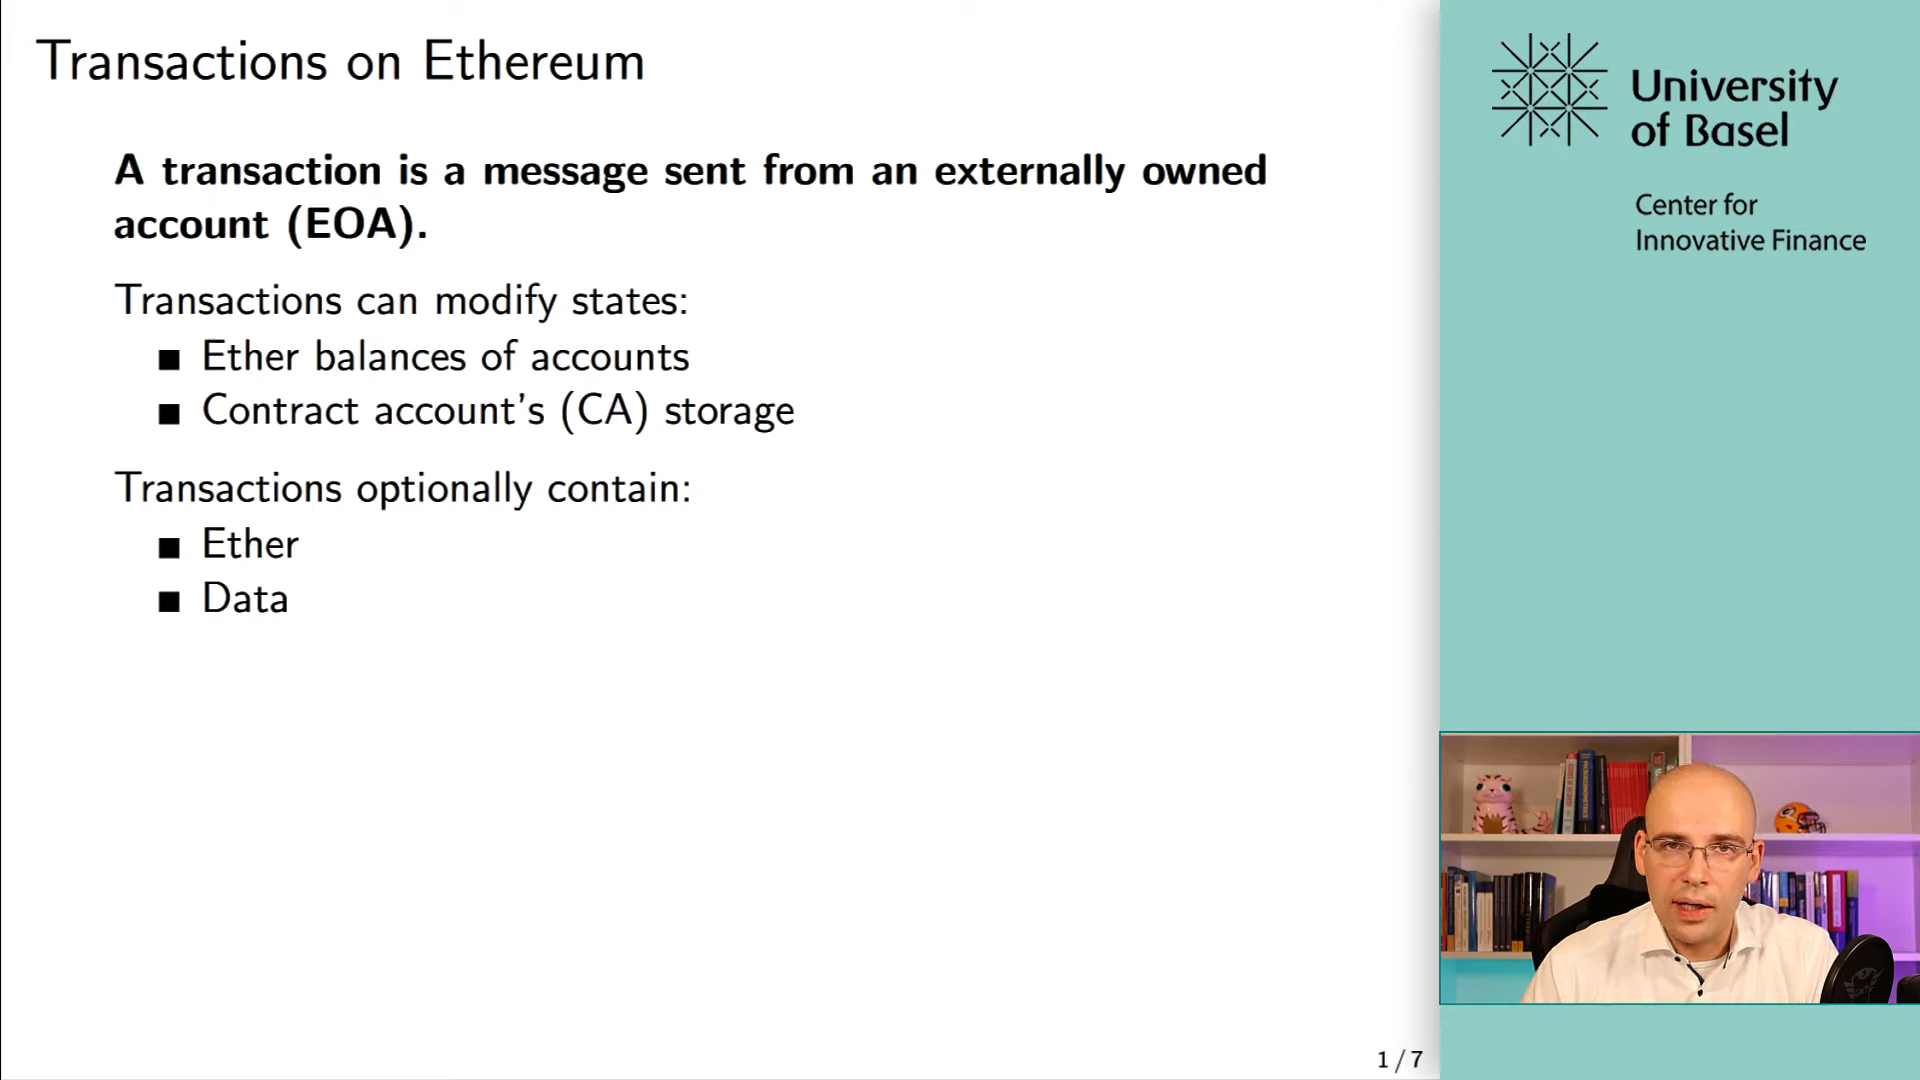 Transactions on Ethereum
A transaction is a message sent from an externally owned
account (EOA).
Transactions can modify states:
■ Ether balances of accounts
■ Contract account's (CA) storage
Transactions optionally contain:
■ Ether
■ Data
1 / 7
University
of Basel
Center for
Innovative Finance